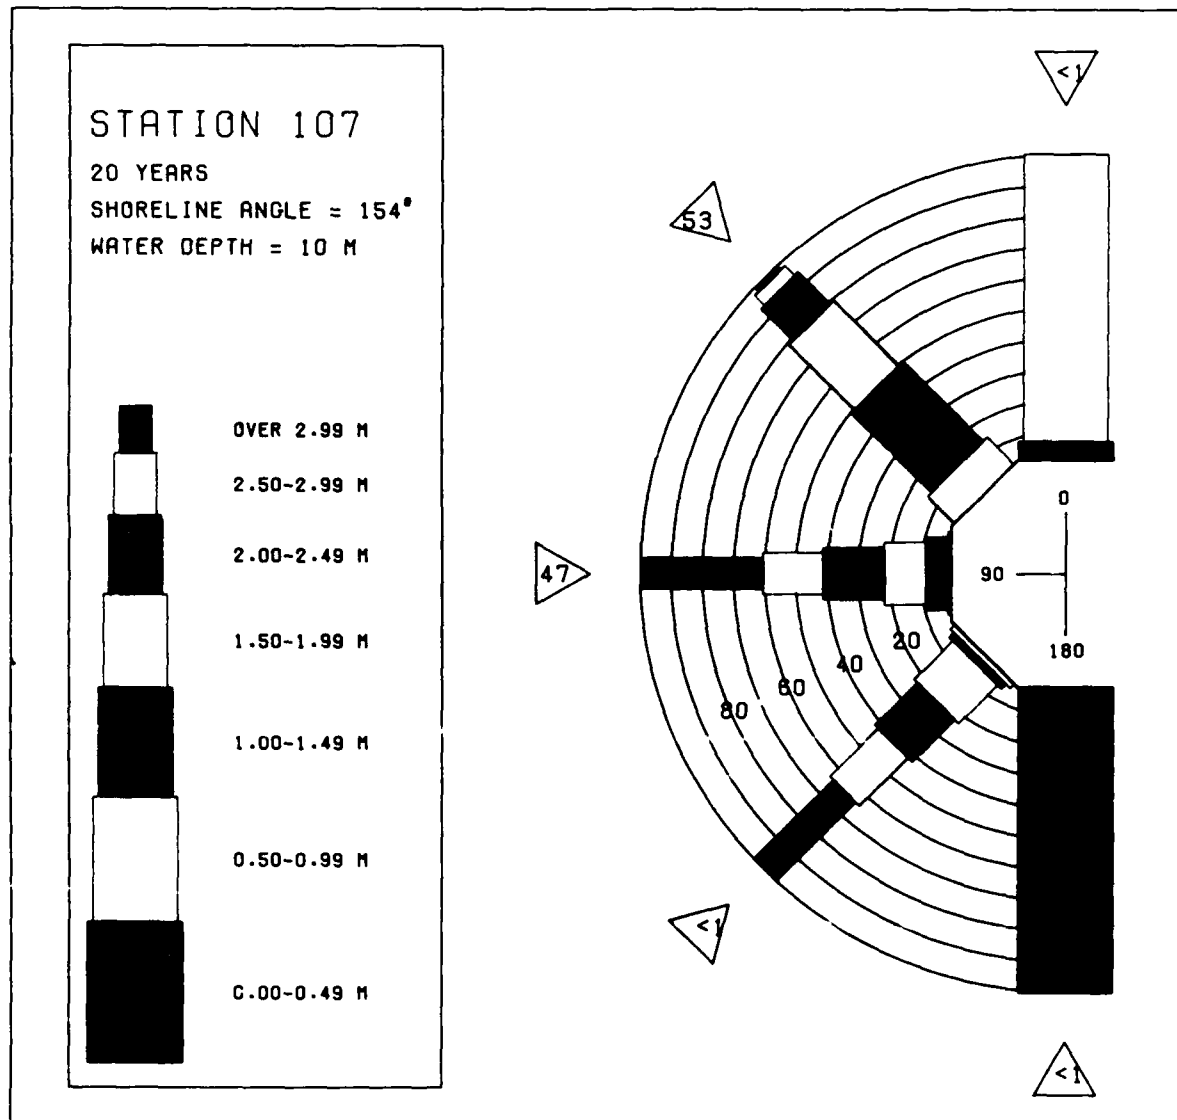 STATION 107
20 YEARS
SHORELINE ANGLE = 154°
WATER DEPTH = 10 M
OVER 2.99 M
2.50-2.99 M
2.00-2.49 M
1.50-1.99 M
1.00-1.49 M
0.50-0.99 M
0.00-0.49 M
<1
53
47
0
90
180
20
40
60
80
<1
<1